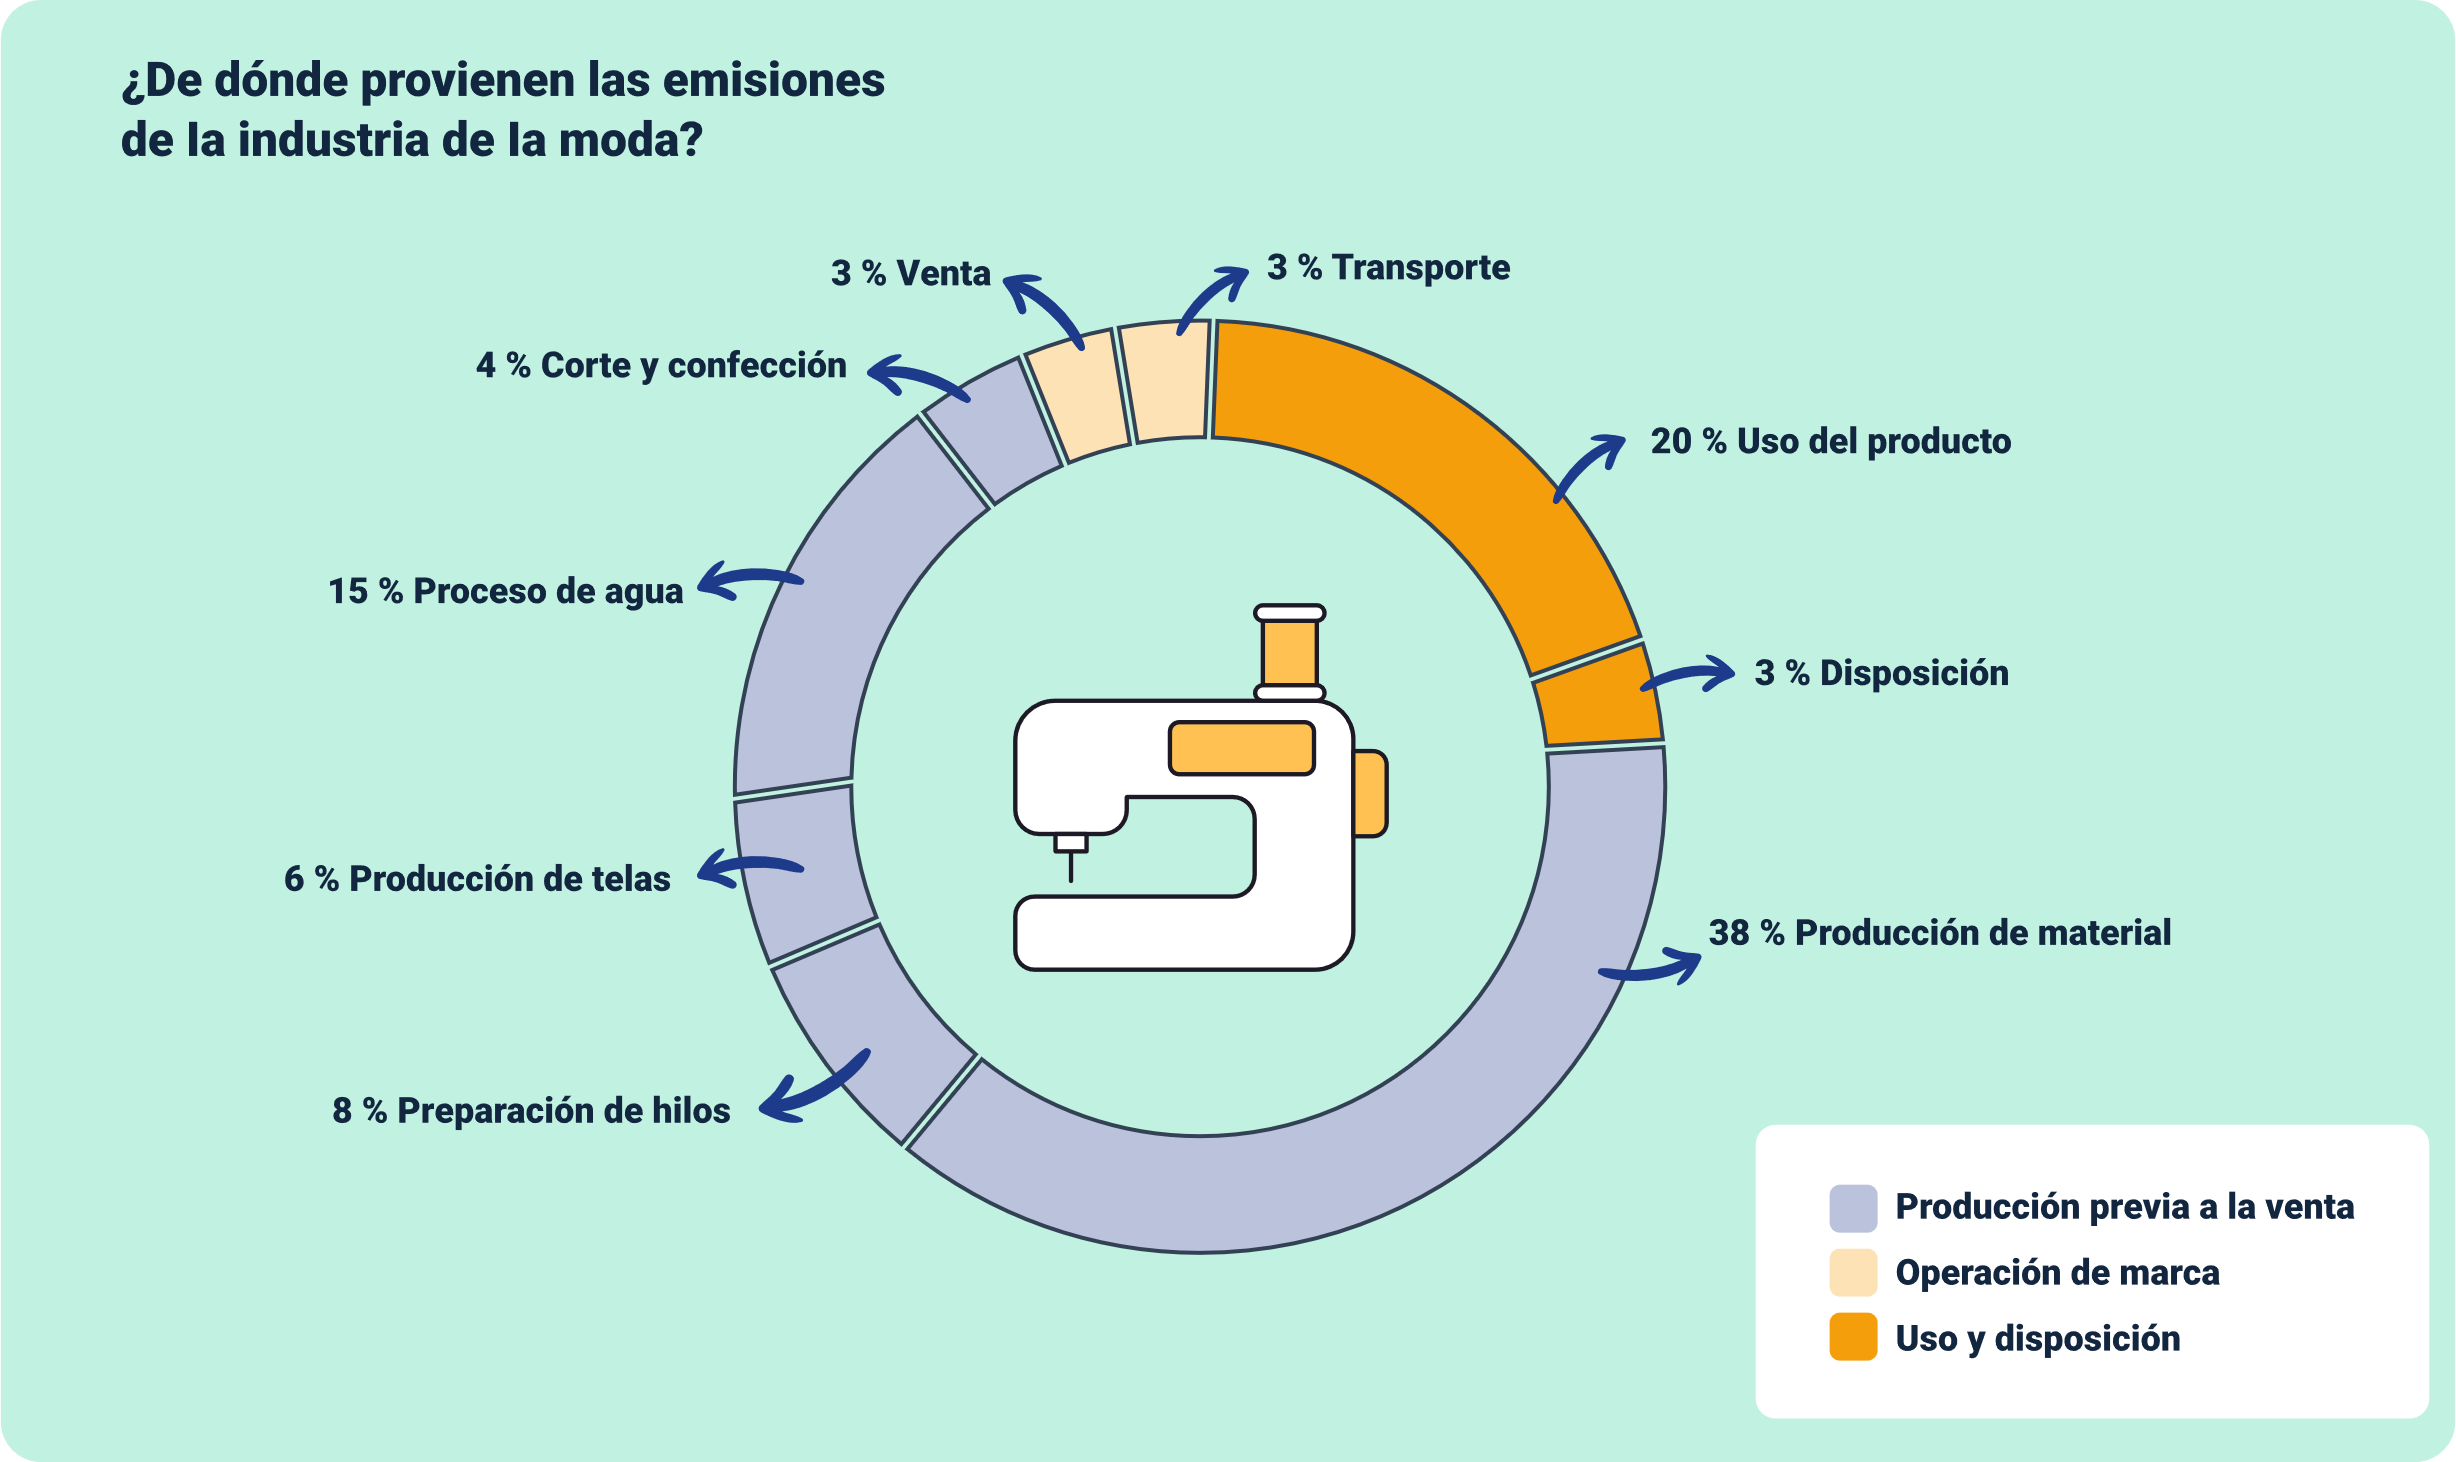 ¿De dónde provienen las emisiones
de la industria de la moda?
3 % Venta
3 % Transporte
4 % Corte y confección
20 % Uso del producto
15 % Proceso de agua
3 % Disposición
6 % Producción de telas
38 % Producción de material
8 % Preparación de hilos
Producción previa a la venta
Operación de marca
Uso y disposición